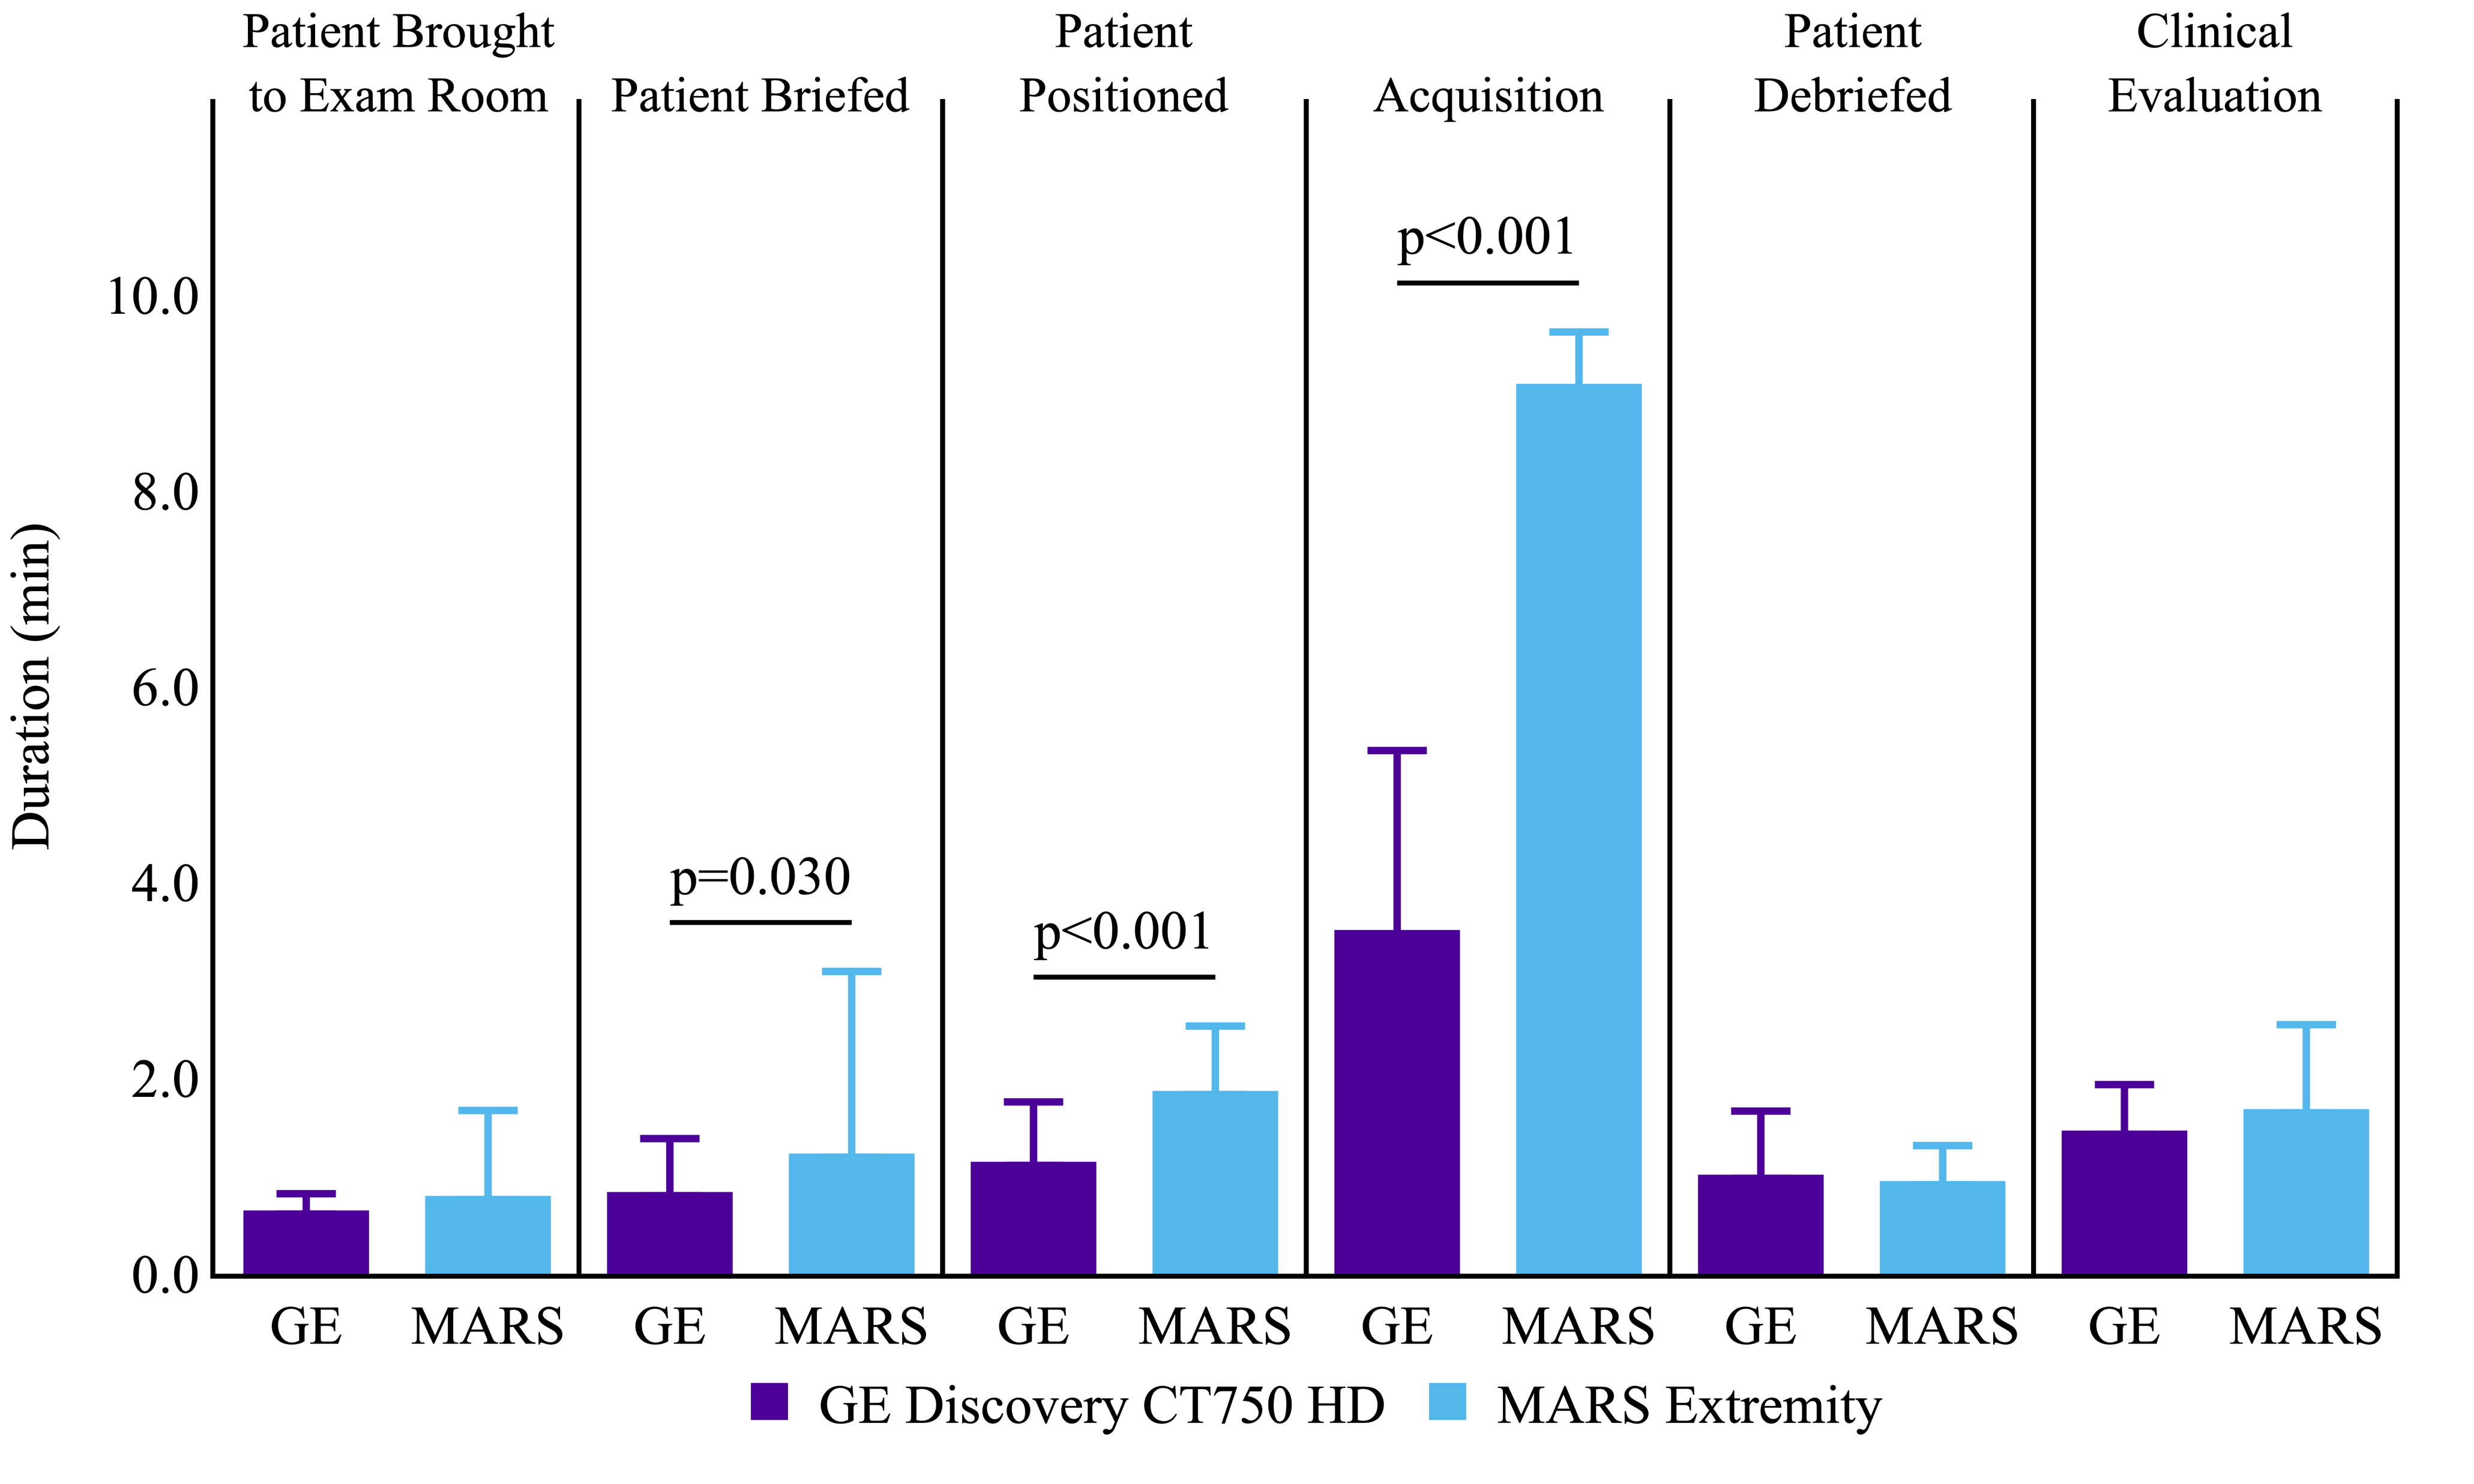 Patient Brought
to Exam Room
Patient Briefed
Patient
Positioned
Acquisition
Patient
Debriefed
Clinical
Evaluation
Duration (min)
10.0
8.0
6.0
4.0
2.0
0.0
p=0.030
p<0.001
p<0.001
GE MARS GE MARS GE MARS GE MARS GE MARS GE MARS
GE Discovery CT750 HD MARS Extremity